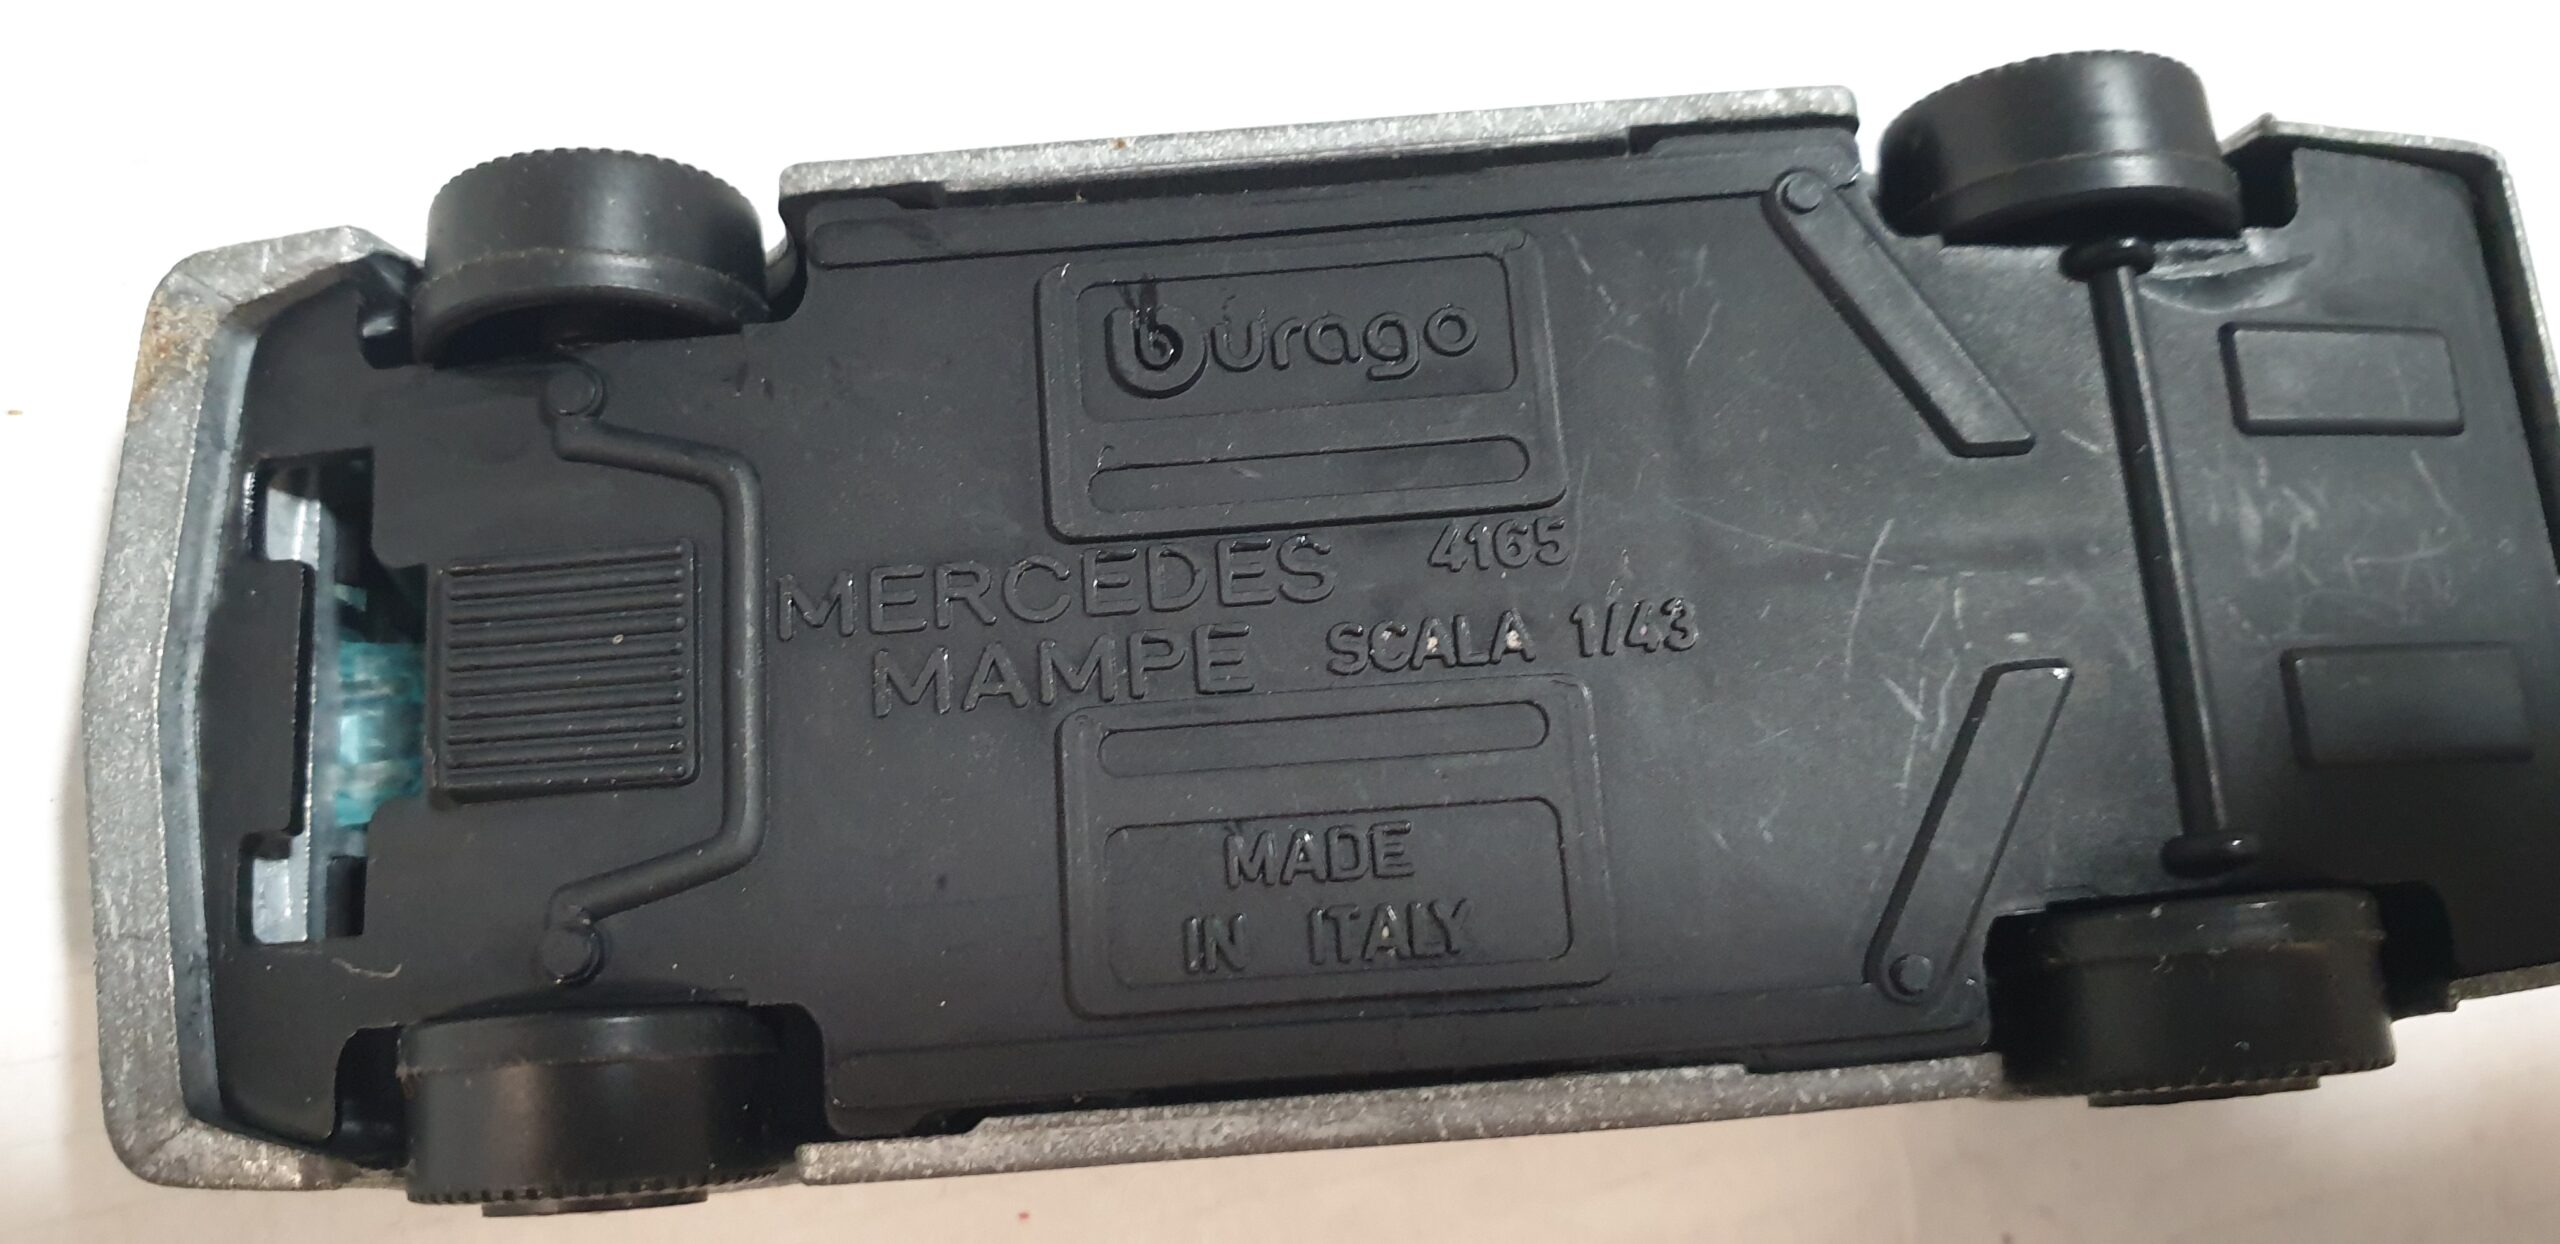 burago
4165
MERCEDES
MAMPE SCALA 1/43
MADE
IN ITALY